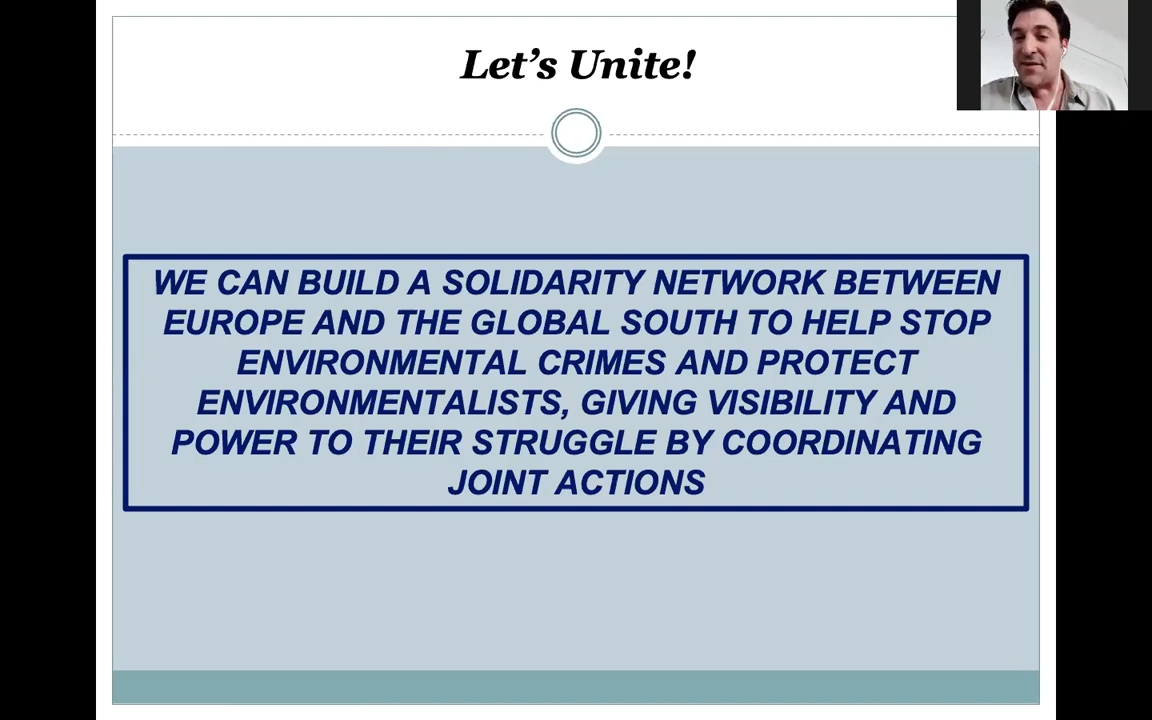 Let's Unite!
WE CAN BUILD A SOLIDARITY NETWORK BETWEEN
EUROPE AND THE GLOBAL SOUTH TO HELP STOP
ENVIRONMENTAL CRIMES AND PROTECT
ENVIRONMENTALISTS, GIVING VISIBILITY AND
POWER TO THEIR STRUGGLE BY COORDINATING
JOINT ACTIONS